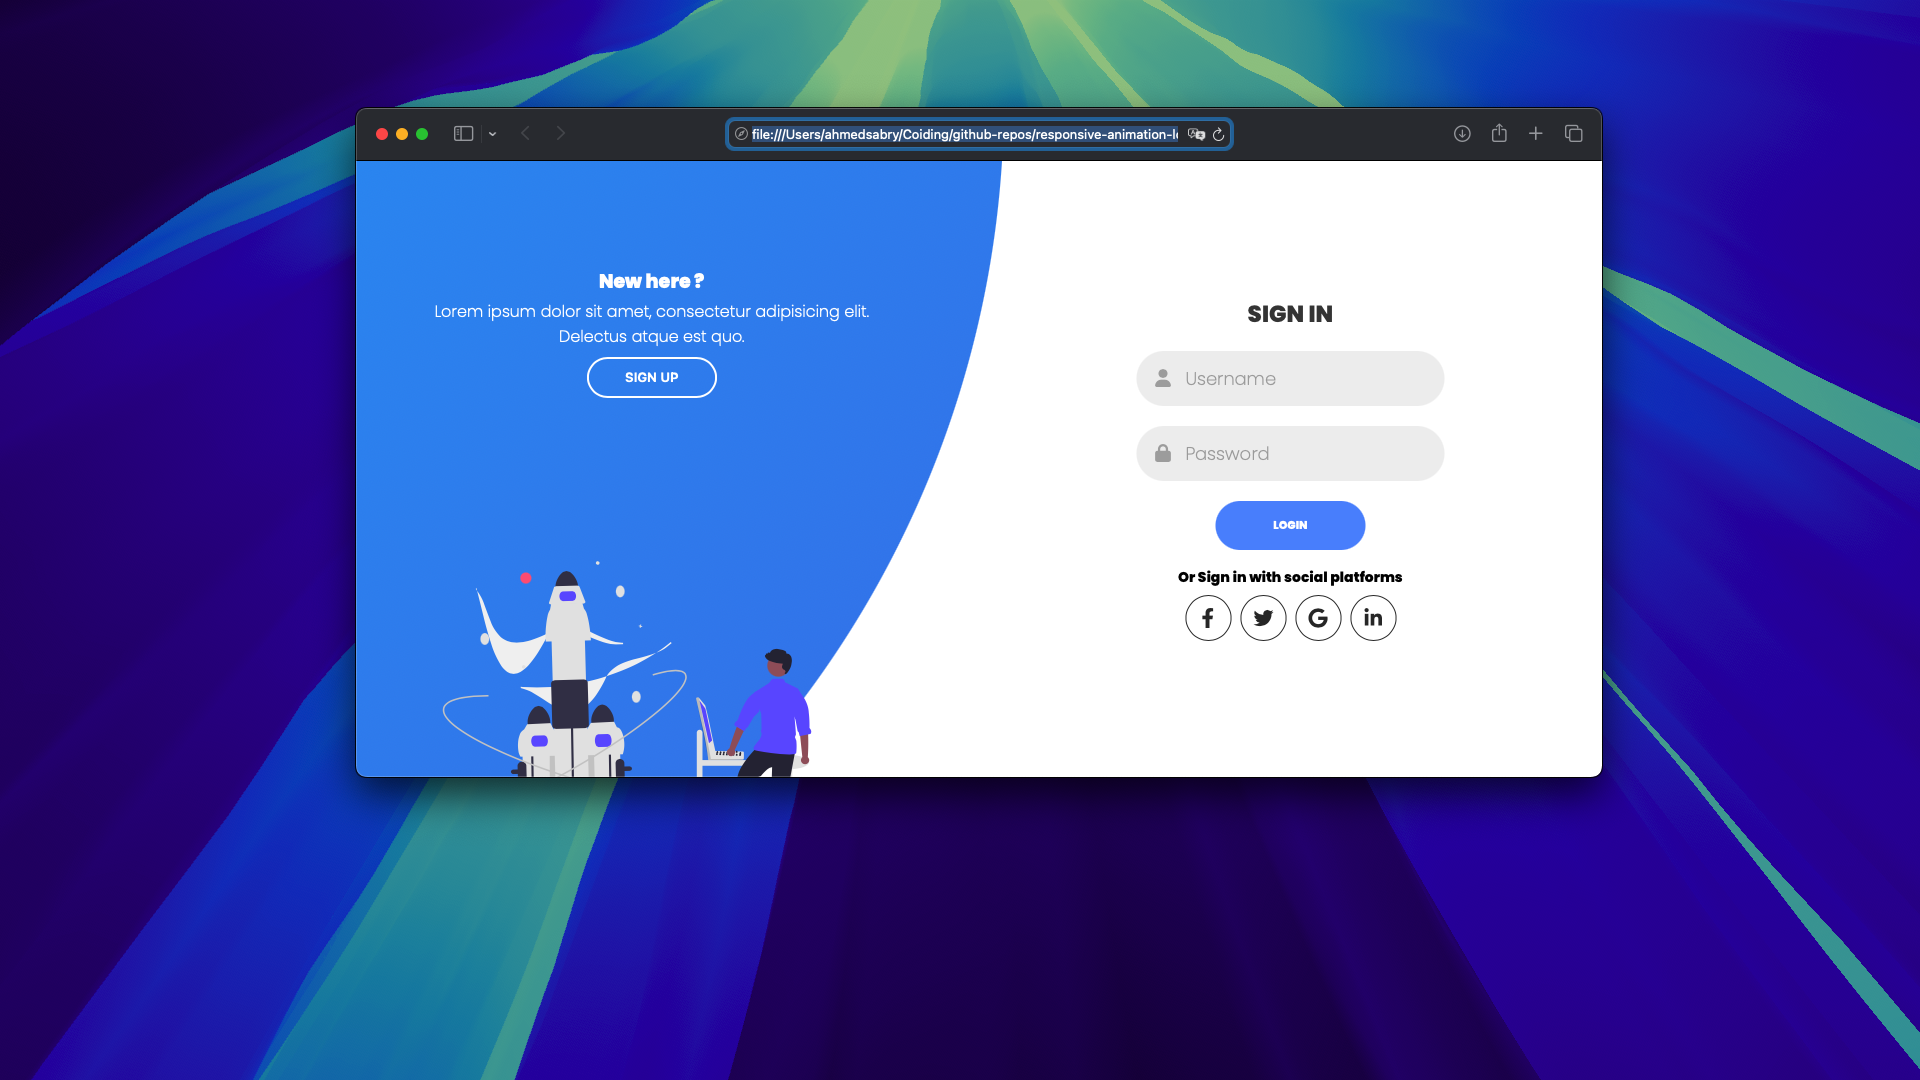 file:///Users/ahmedsabry/Coiding/github-repos/responsive-animation-l
New here ?
Lorem ipsum dolor sit amet, consectetur adipisicing elit.
Delectus atque est quo.
SIGN UP
SIGN IN
Username
Password
LOGIN
Or Sign in with social platforms